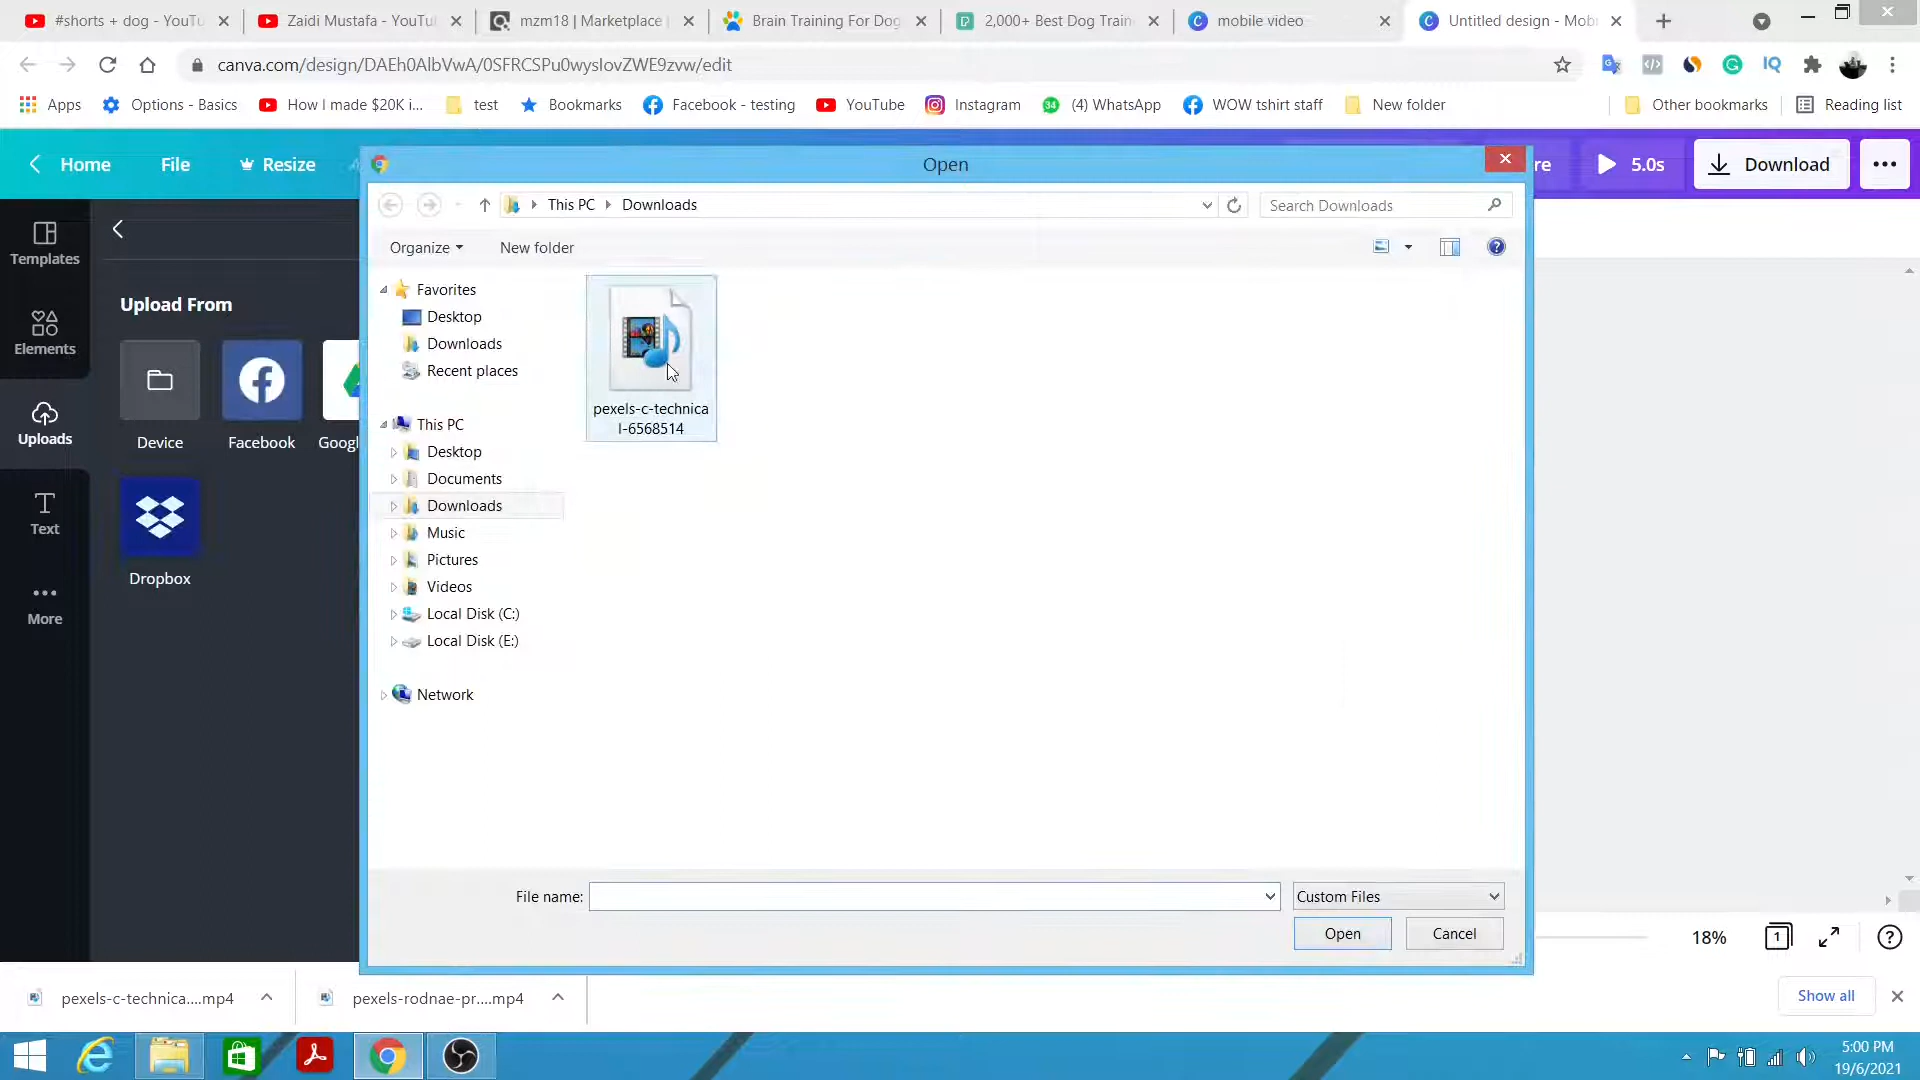 #shorts + dog - YouTu
Zaidi Mustafa - YouTu
mzm18 | Marketplace
Brain Training For Dog
2,000+ Best Dog Train
mobile video
Untitled design - Mob
canva.com/design/DAEh0AlbVwA/0SFRCSPu0wyslovZWE9zvw/edit
Apps
Options - Basics
How I made $20K i...
test
Bookmarks
Facebook - testing
YouTube
Instagram
34
(4) WhatsApp
WOW tshirt staff
New folder
Other bookmarks
Reading list
Home
File
Resize
re
5.0s
Download
Open
This PC
Downloads
Search Downloads
Organize
New folder
Templates
Elements
Uploads
Text
More
Upload From
Device
Facebook
Googl
Dropbox
Favorites
Desktop
Downloads
Recent places
This PC
Desktop
Documents
Downloads
Music
Pictures
Videos
Local Disk (C:)
Local Disk (E:)
Network
pexels-c-technica
l-6568514
File name:
Custom Files
Open
Cancel
18%
1
pexels-c-technica....mp4
pexels-rodnae-pr....mp4
Show all
5:00 PM
19/6/2021